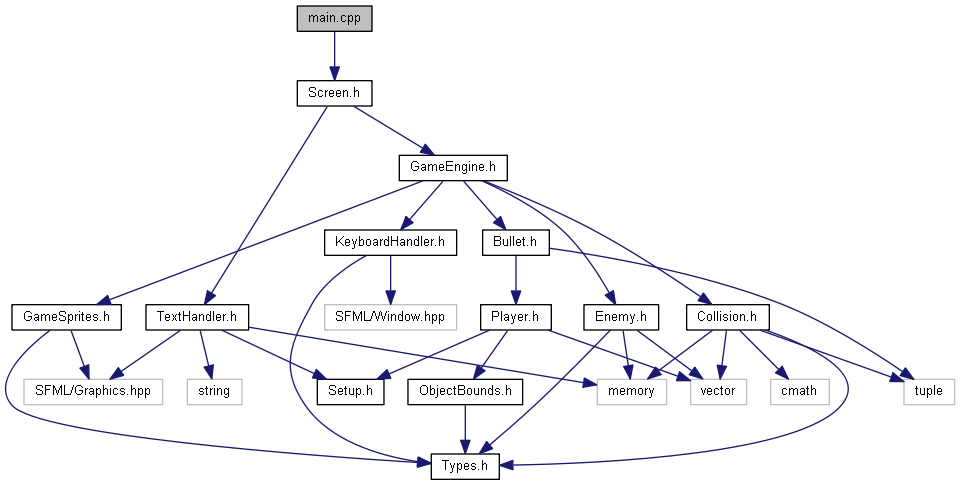 main.cpp
Screen.h
GameEngine.h
KeyboardHandler.h
Bullet.h
GameSprites.h
TextHandler.h
SFML/Window.hpp
Player.h
Enemy.h
Collision.h
SFML/Graphics.hpp
string
Setup.h
ObjectBounds.h
memory
vector
cmath
tuple
Types.h